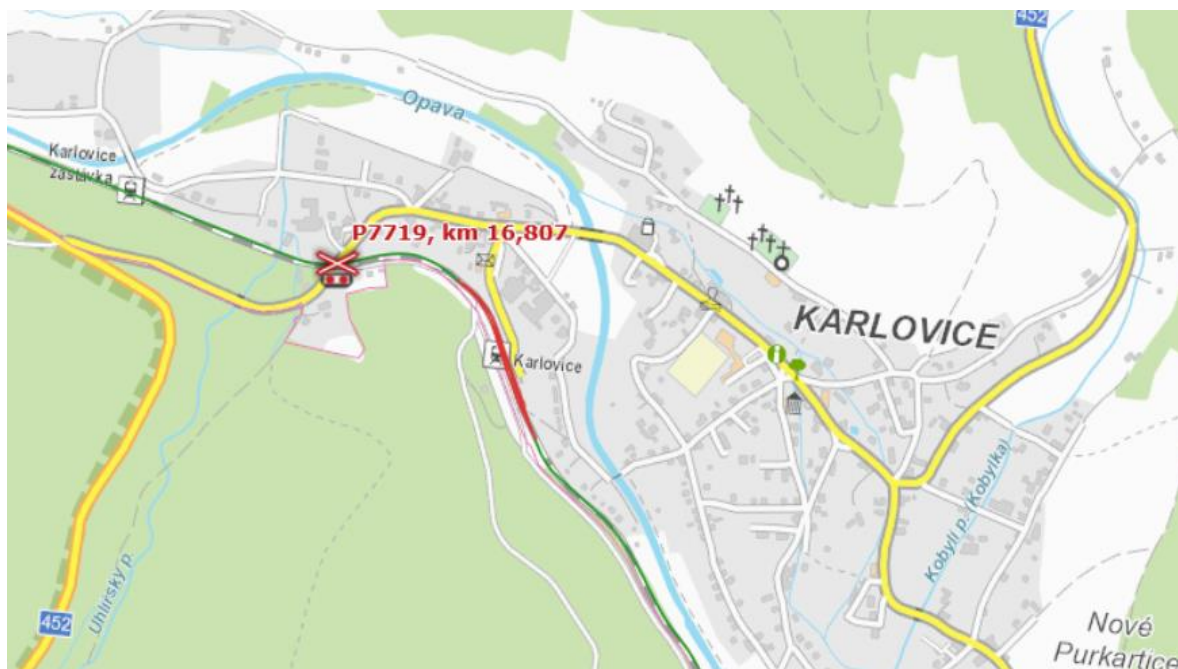 452
Opava
Karlovice
zastávka
P7719, km 16,807
KARLOVICE
Karlovice
Kobylí p. (Kobylka)
Uhlířský p.
452
Nové
Purkartice